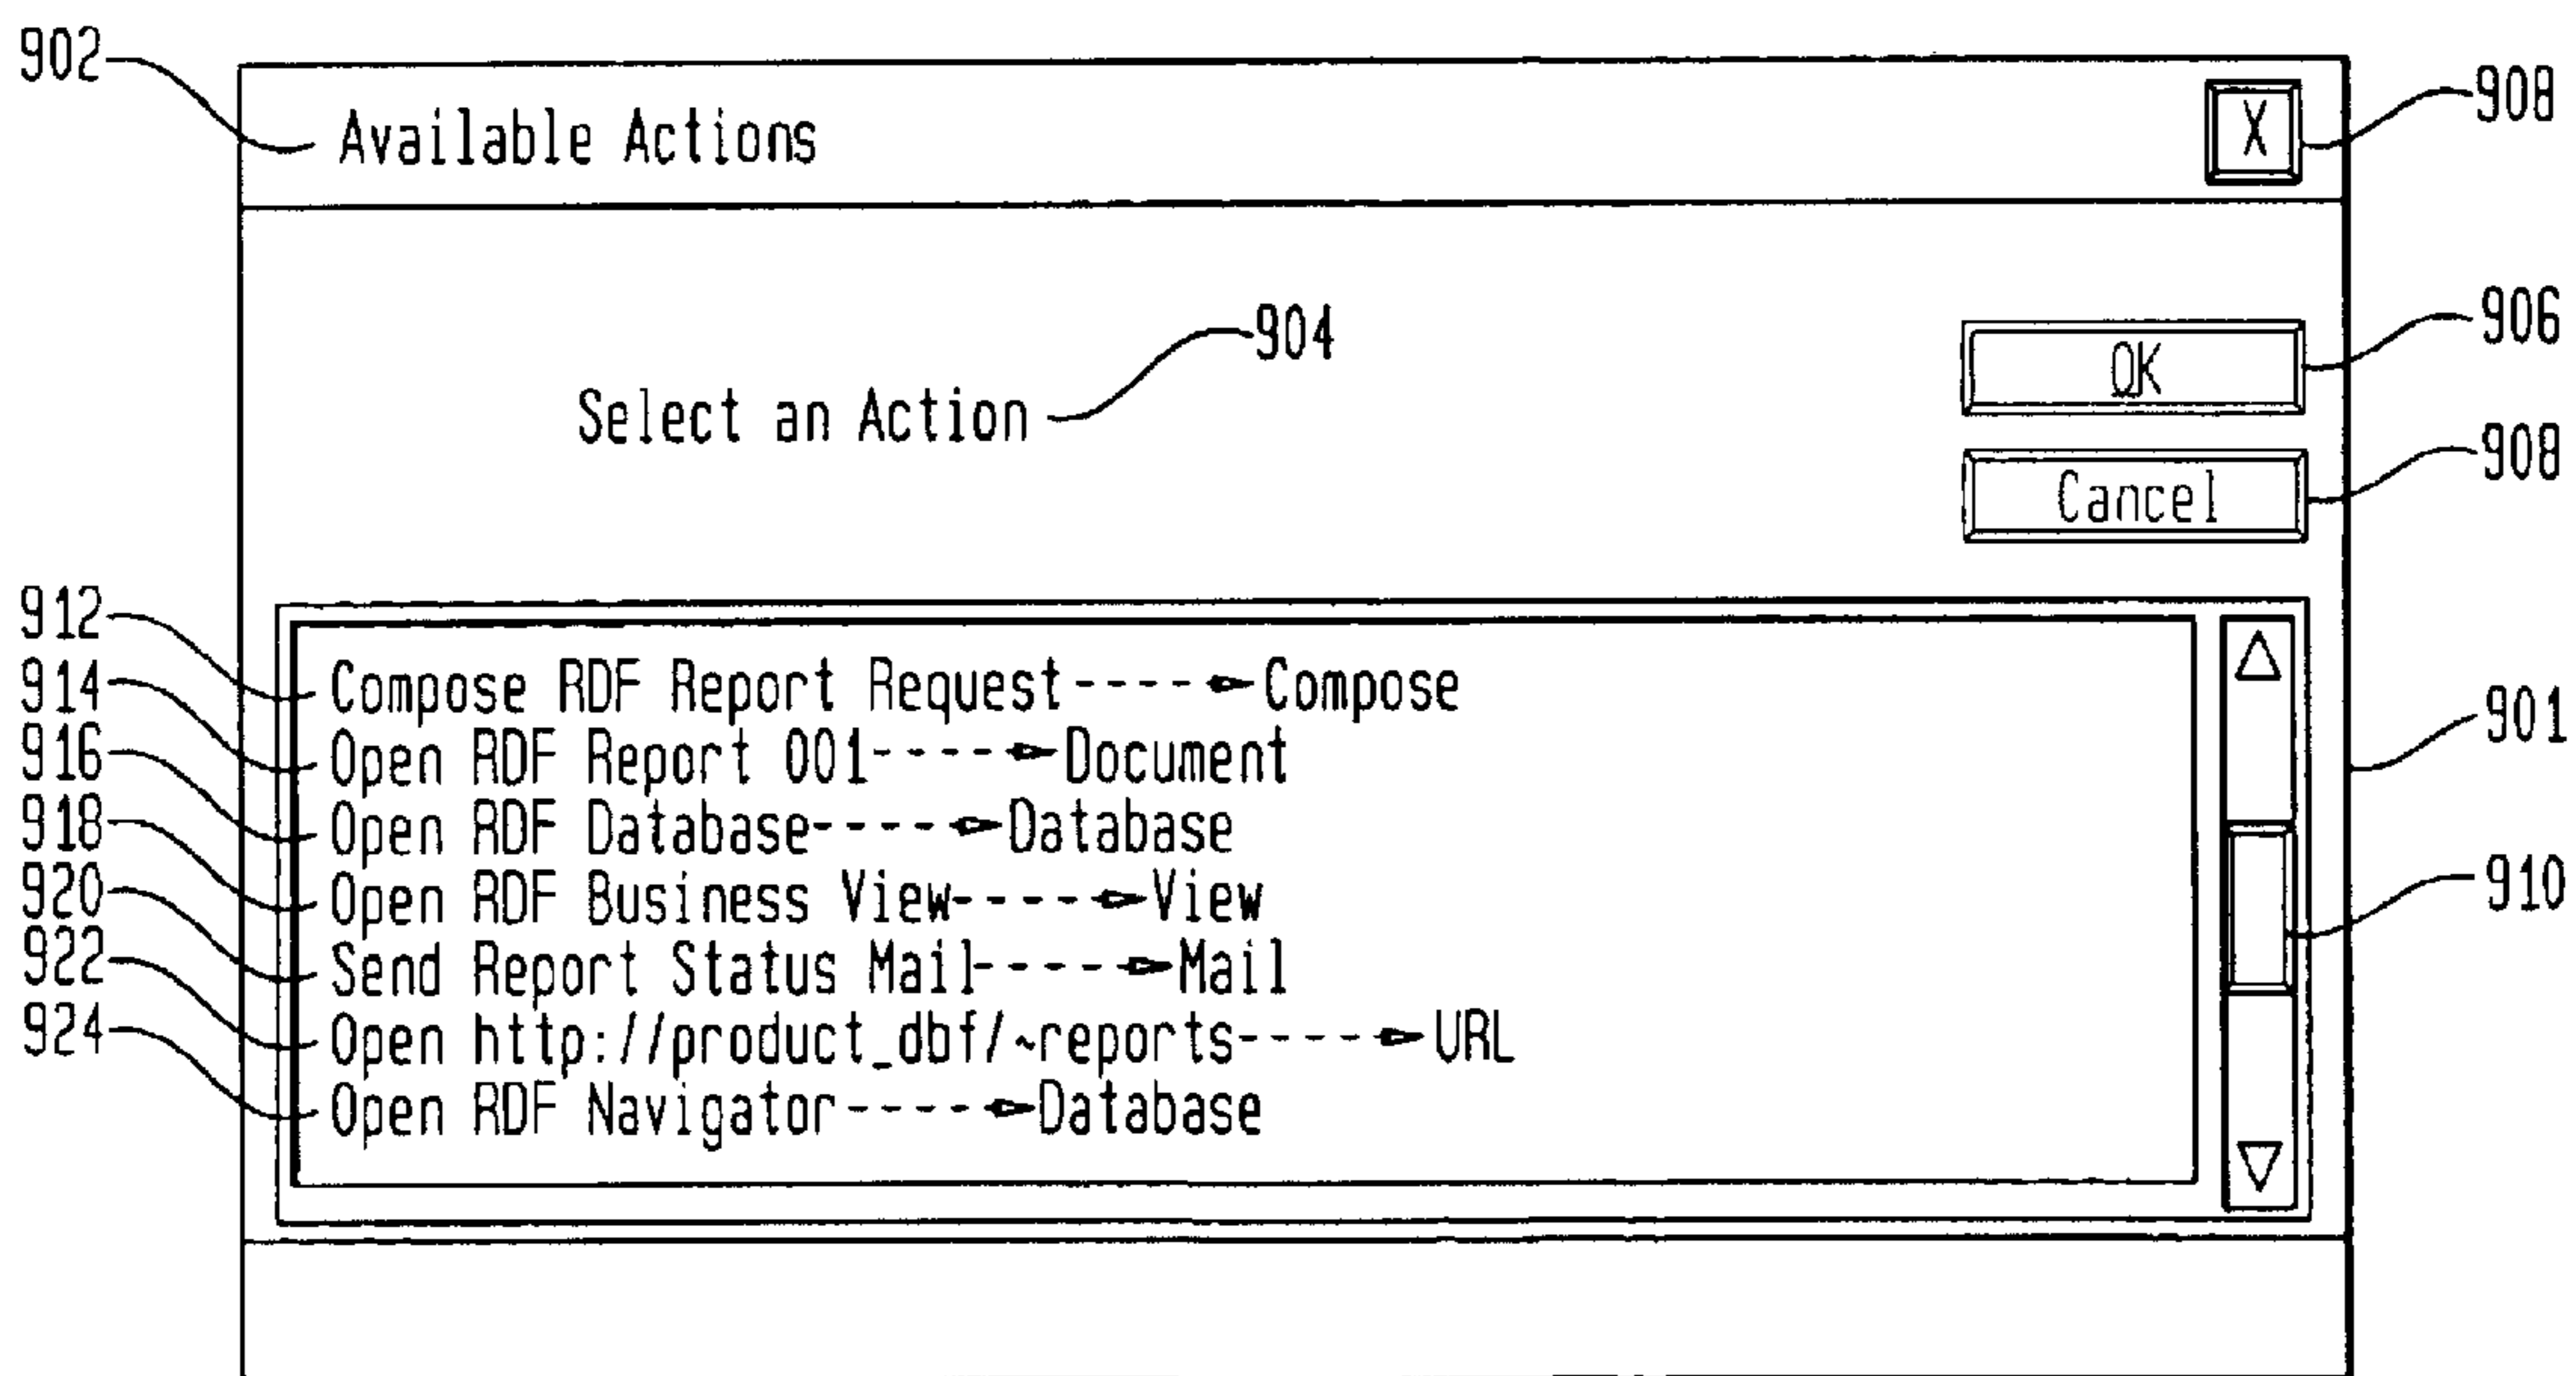 902
Available Actions
X
908
904
Select an Action
OK
906
Cancel
908
912
Compose RDF Report Request----►Compose
914
Open RDF Report 001----►Document
916
Open RDF Database----►Database
918
Open RDF Business View----►View
920
Send Report Status Mail----►Mail
922
Open http://product_dbf/~reports----►URL
924
Open RDF Navigator----►Database
901
910